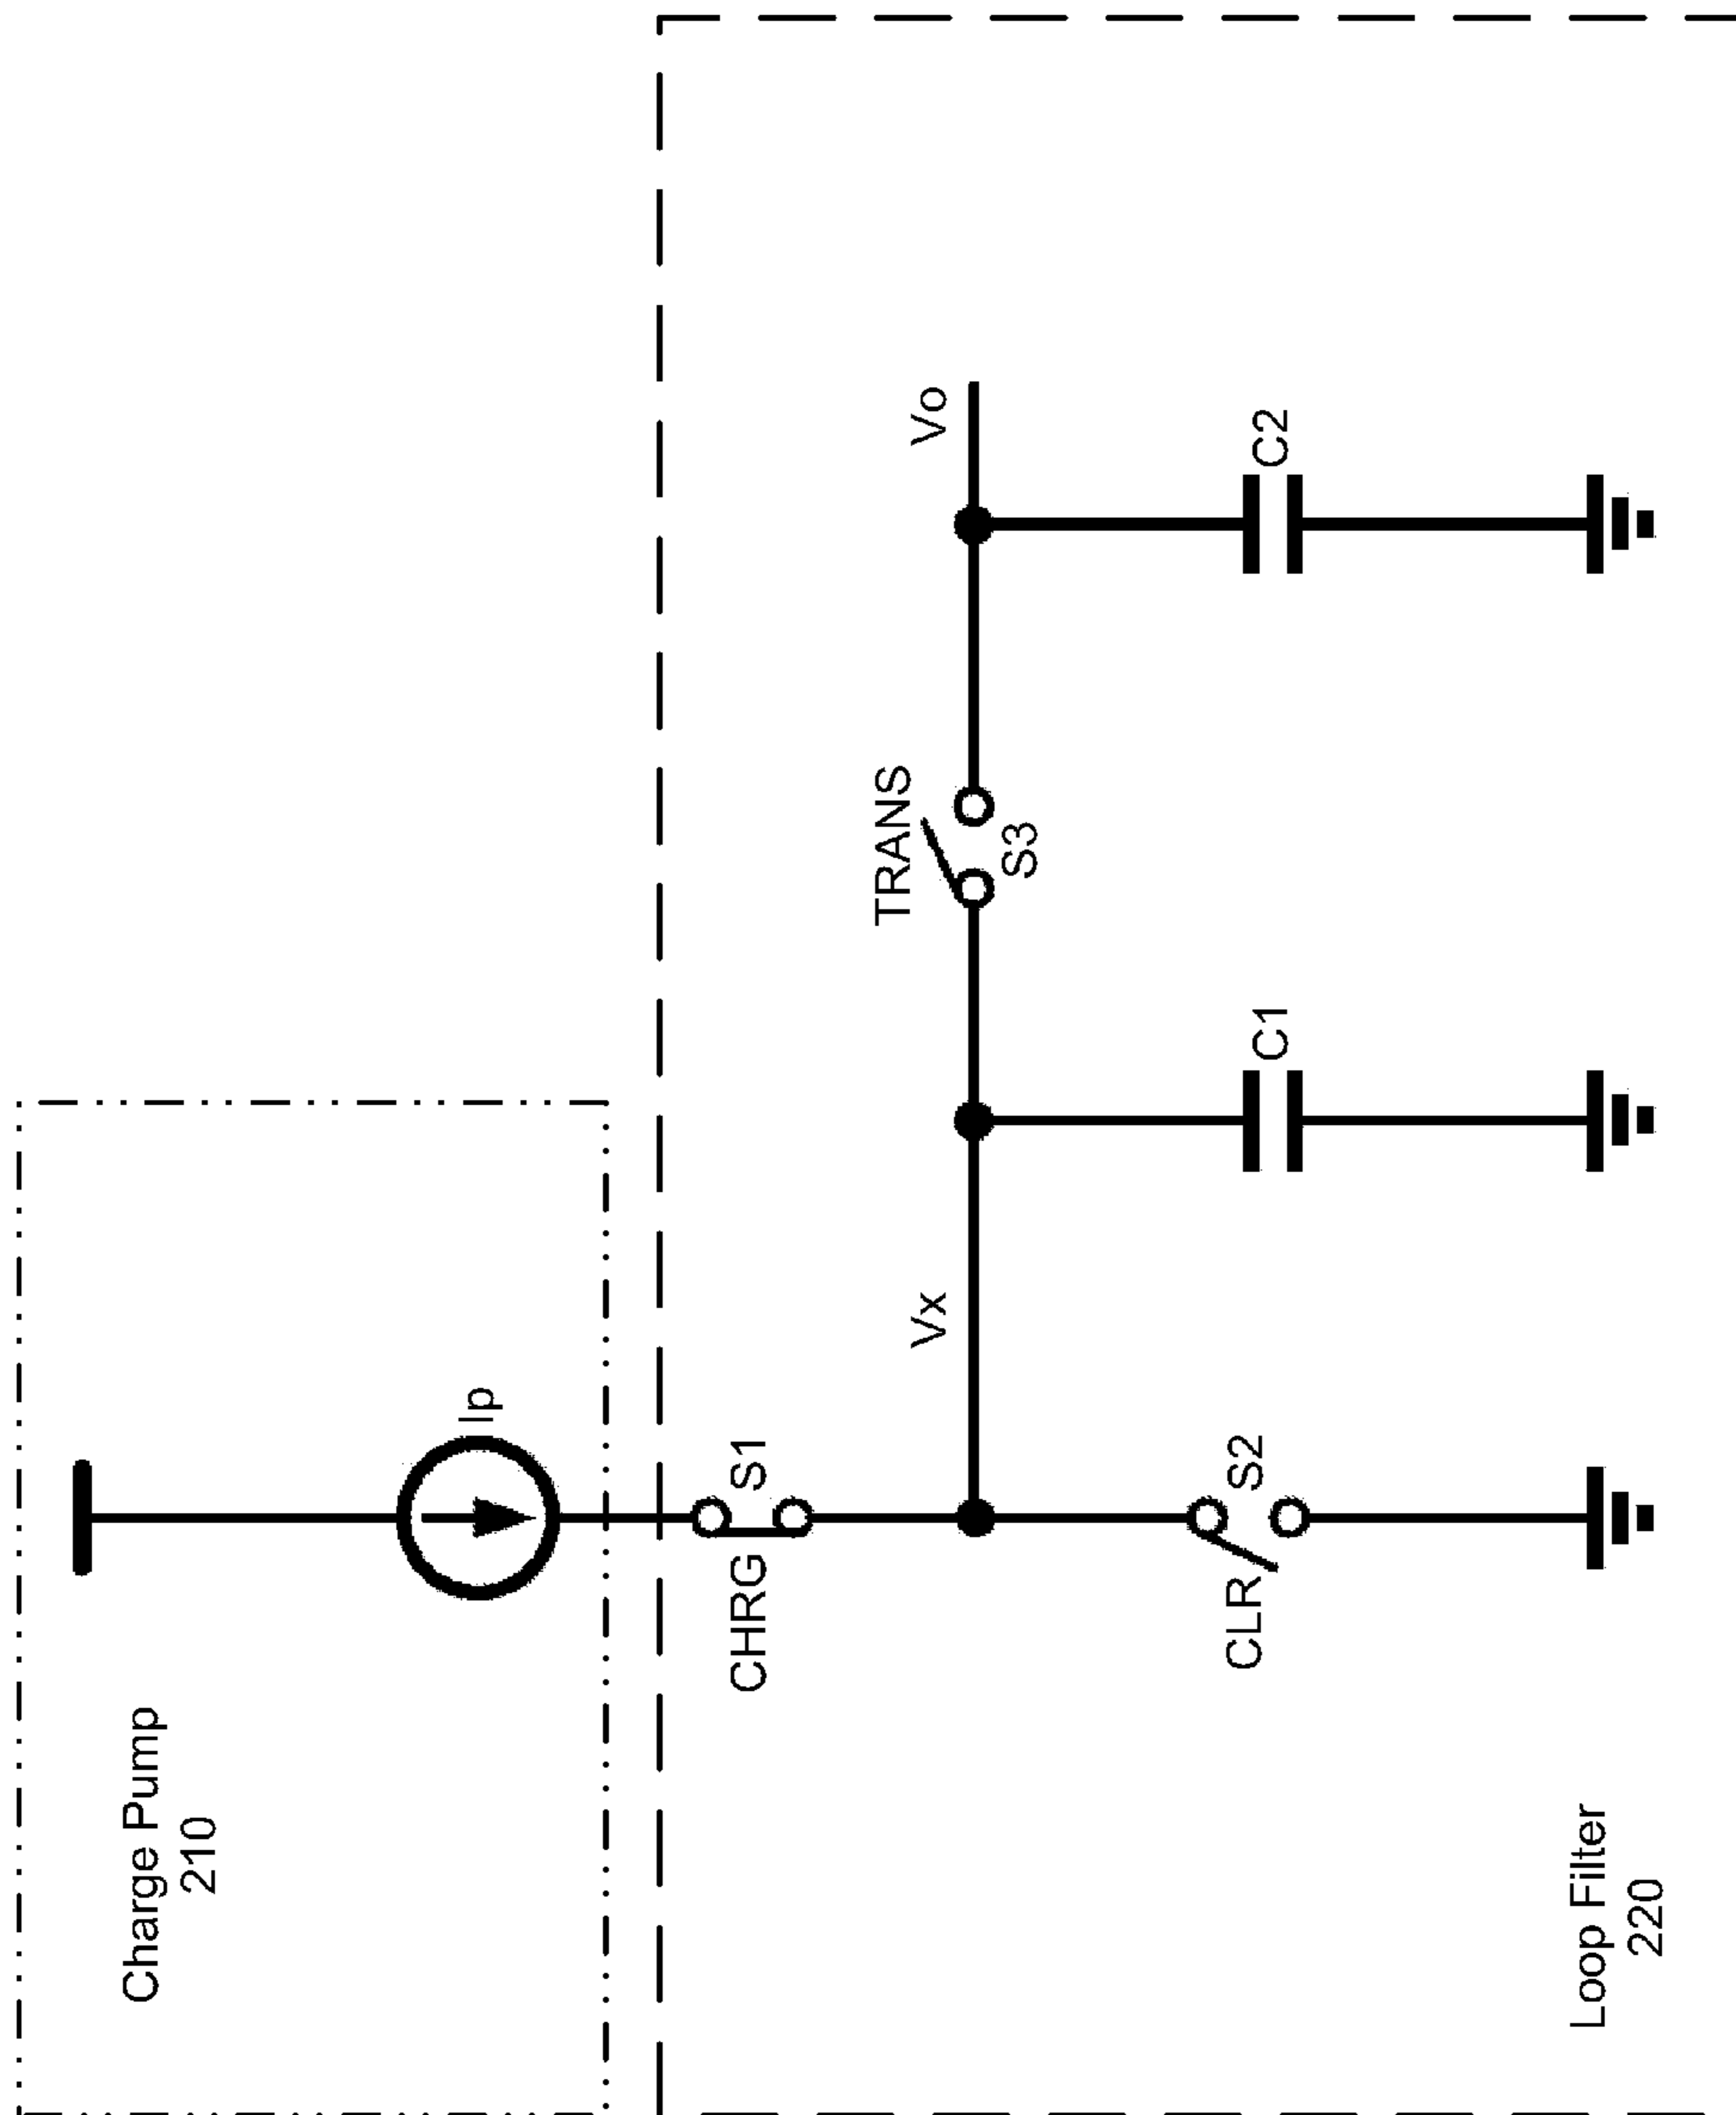 Charge Pump
210
Ip
CHRG
S1
Vx
TRANS
S3
Vo
CLR
S2
C1
C2
Loop Filter
220